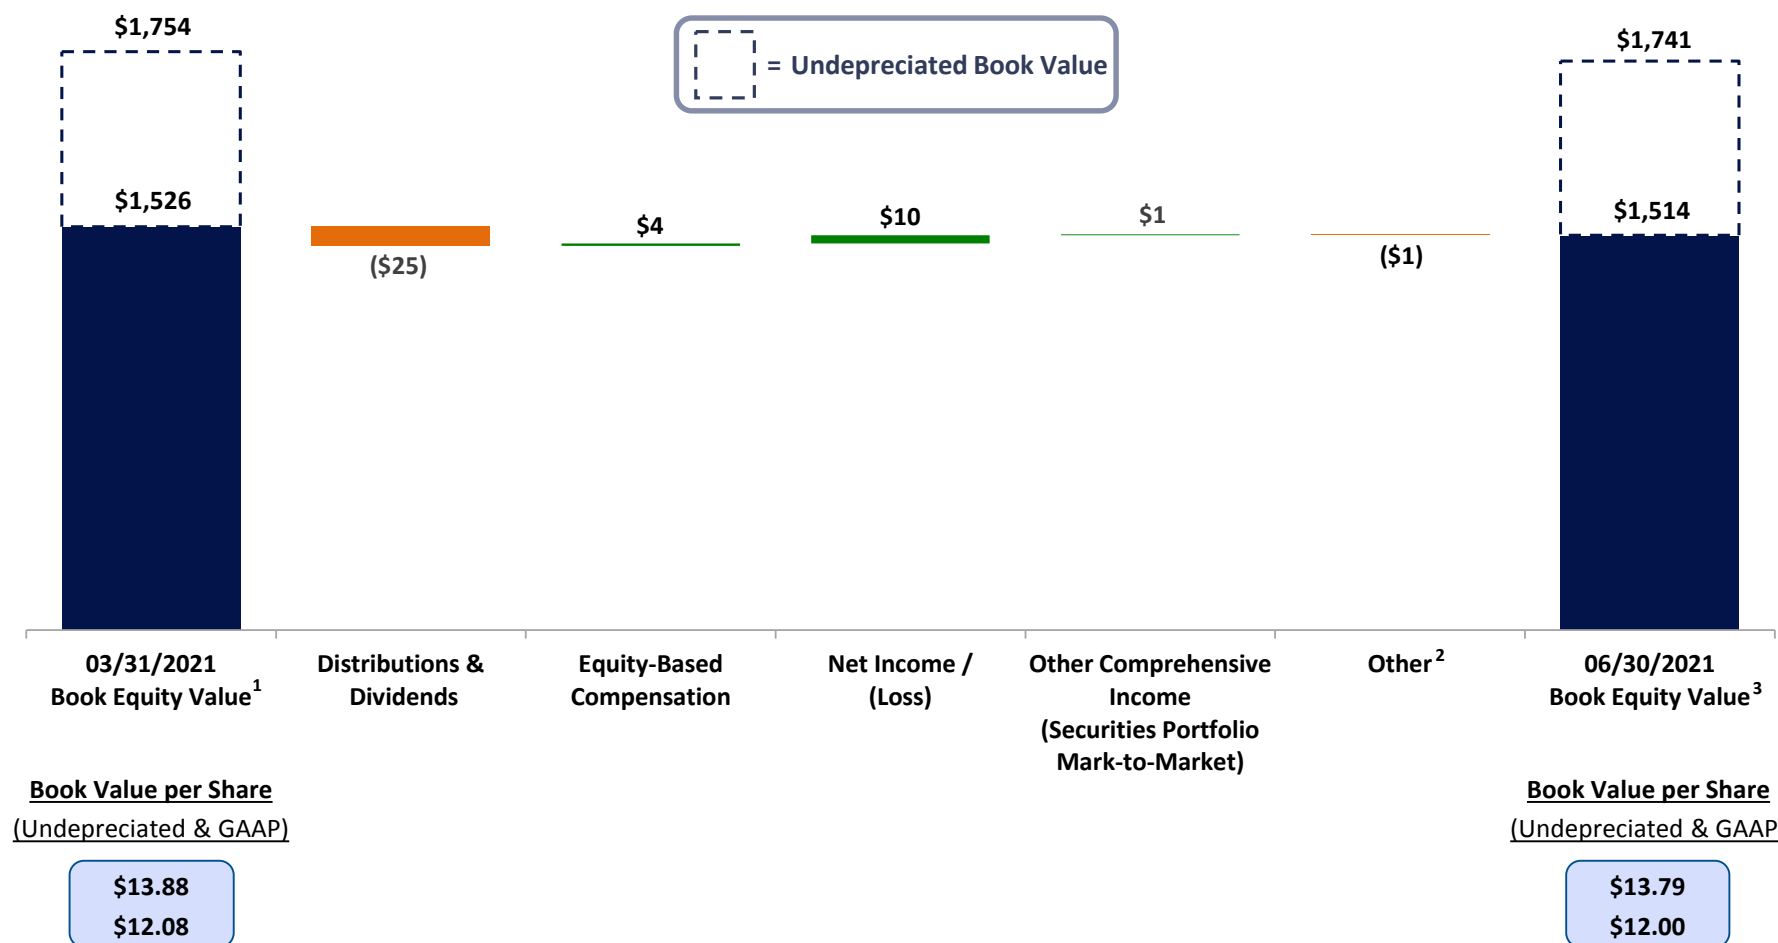 $1,754
= Undepreciated Book Value
$1,741
$1,526
($25)
$4
$10
$1
($1)
$1,514
03/31/2021
Book Equity Value1
Distributions &
Dividends
Equity-Based
Compensation
Net Income /
(Loss)
Other Comprehensive
Income
(Securities Portfolio
Mark-to-Market)
Other2
06/30/2021
Book Equity Value3
Book Value per Share
(Undepreciated & GAAP)
$13.88
$12.08
Book Value per Share
(Undepreciated & GAAP
$13.79
$12.00